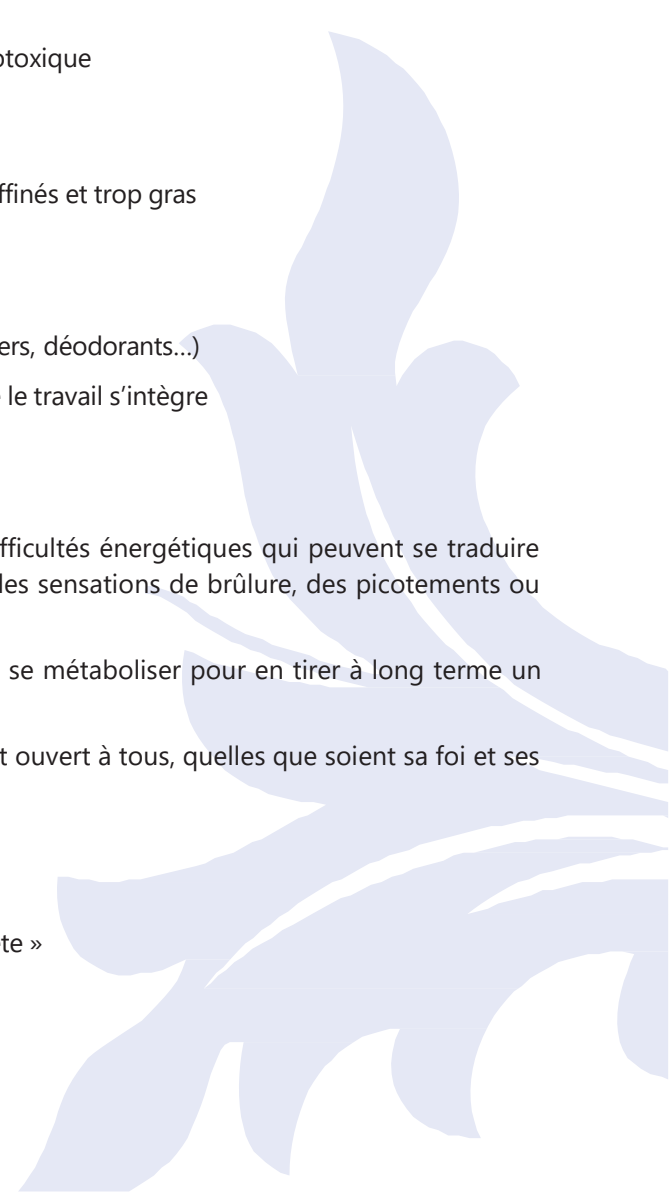 otoxique
ffinés et trop gras
ers, déodorants...)
le travail s'intègre
fficultés énergétiques qui peuvent se traduire
les sensations de brûlure, des picotements ou
se métaboliser pour en tirer à long terme un
t ouvert à tous, quelles que soient sa foi et ses
te »